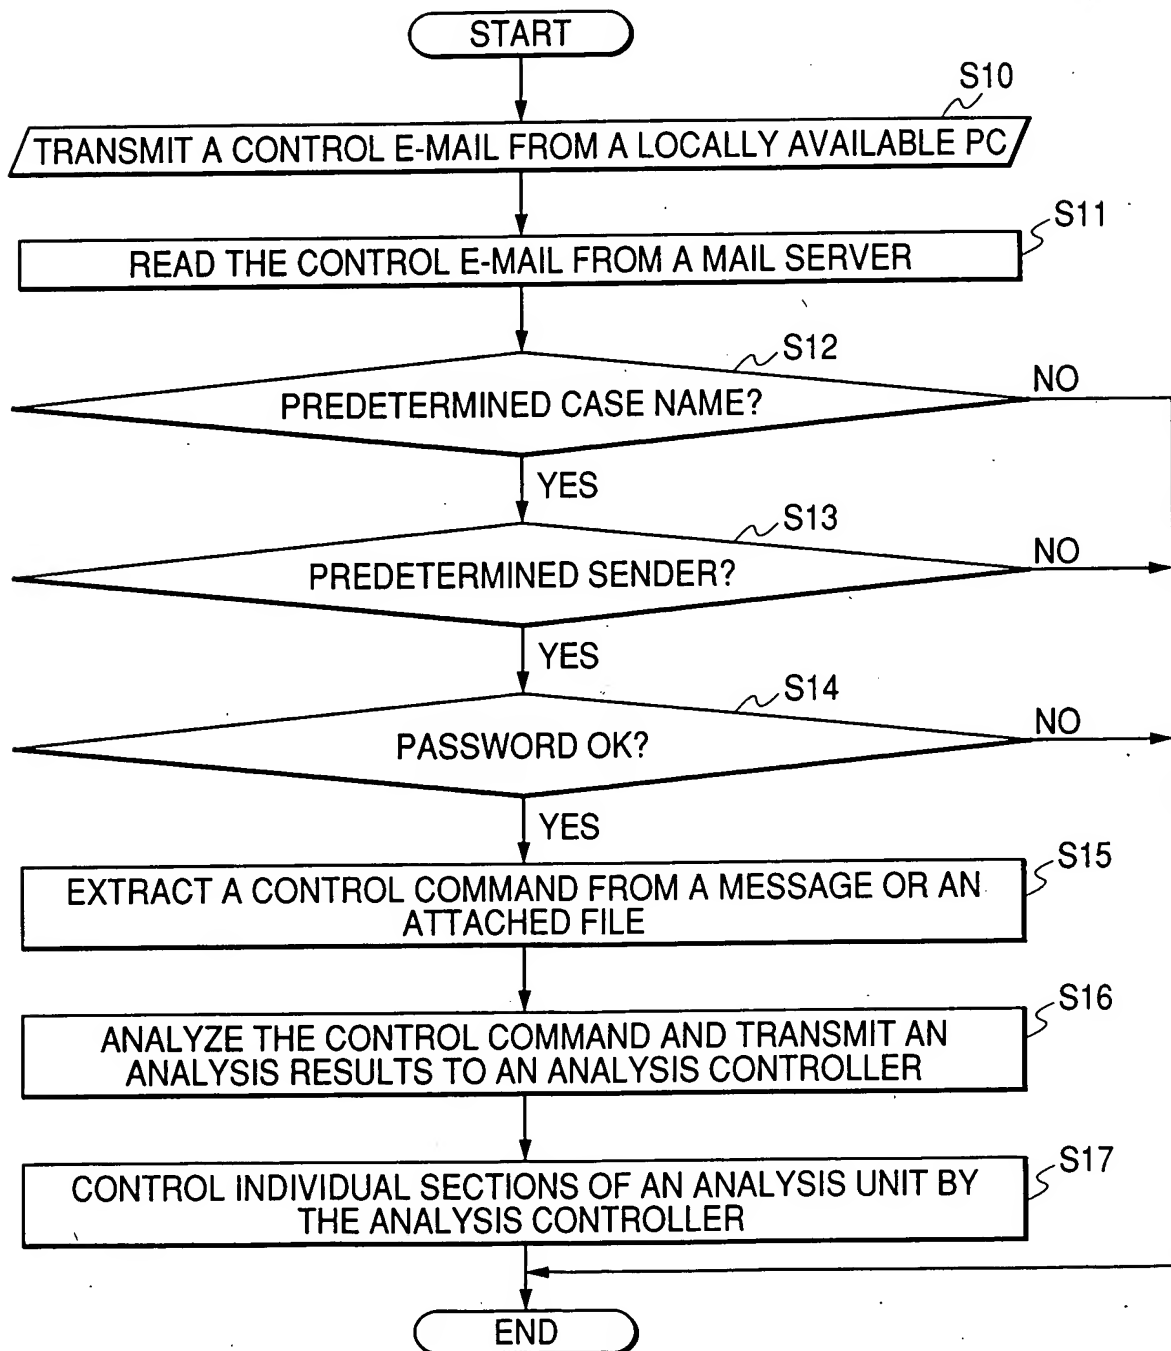 START
S10
TRANSMIT A CONTROL E-MAIL FROM A LOCALLY AVAILABLE PC
S11
READ THE CONTROL E-MAIL FROM A MAIL SERVER
S12
PREDETERMINED CASE NAME?
NO
YES
S13
PREDETERMINED SENDER?
NO
YES
S14
PASSWORD OK?
NO
YES
S15
EXTRACT A CONTROL COMMAND FROM A MESSAGE OR AN
ATTACHED FILE
S16
ANALYZE THE CONTROL COMMAND AND TRANSMIT AN
ANALYSIS RESULTS TO AN ANALYSIS CONTROLLER
S17
CONTROL INDIVIDUAL SECTIONS OF AN ANALYSIS UNIT BY
THE ANALYSIS CONTROLLER
END